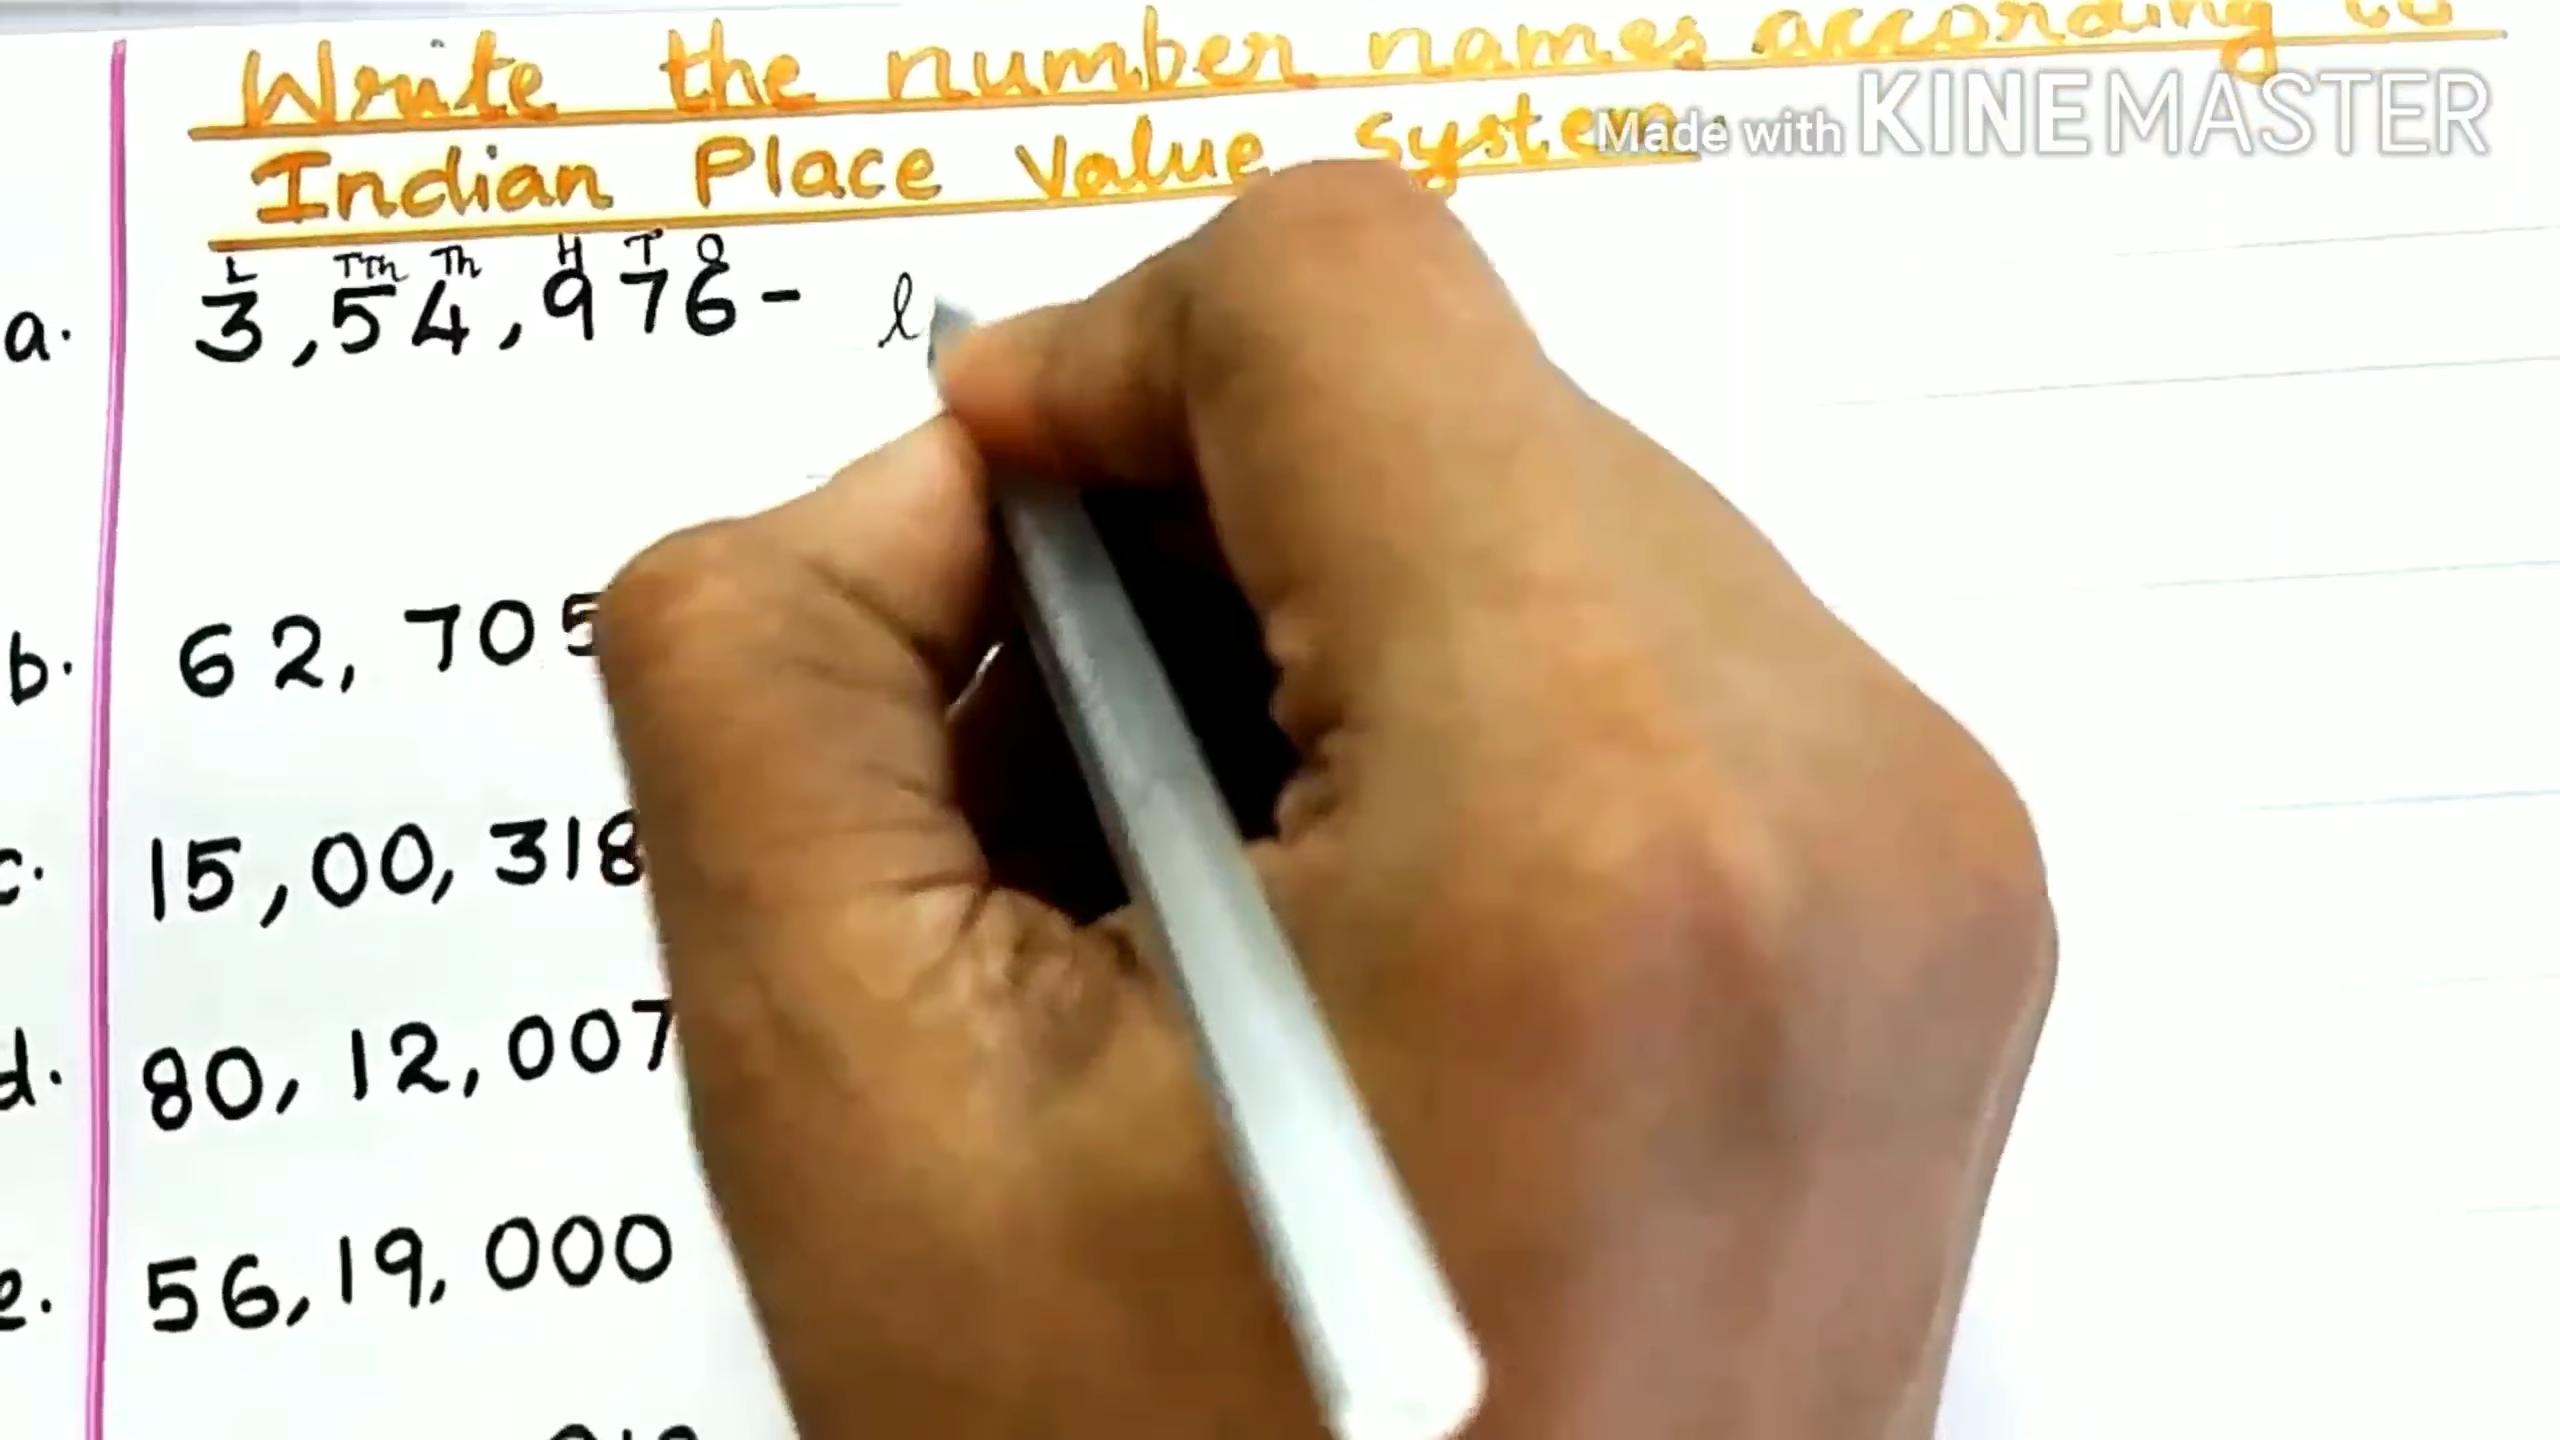 Write the number names according to
Made with KINEMASTER
Indian Place Value System.
L TTh Th H T O
a. 3,54,976- l
b. 62,705
c. 15,00,318
d. 80,12,007
e. 56,19,000